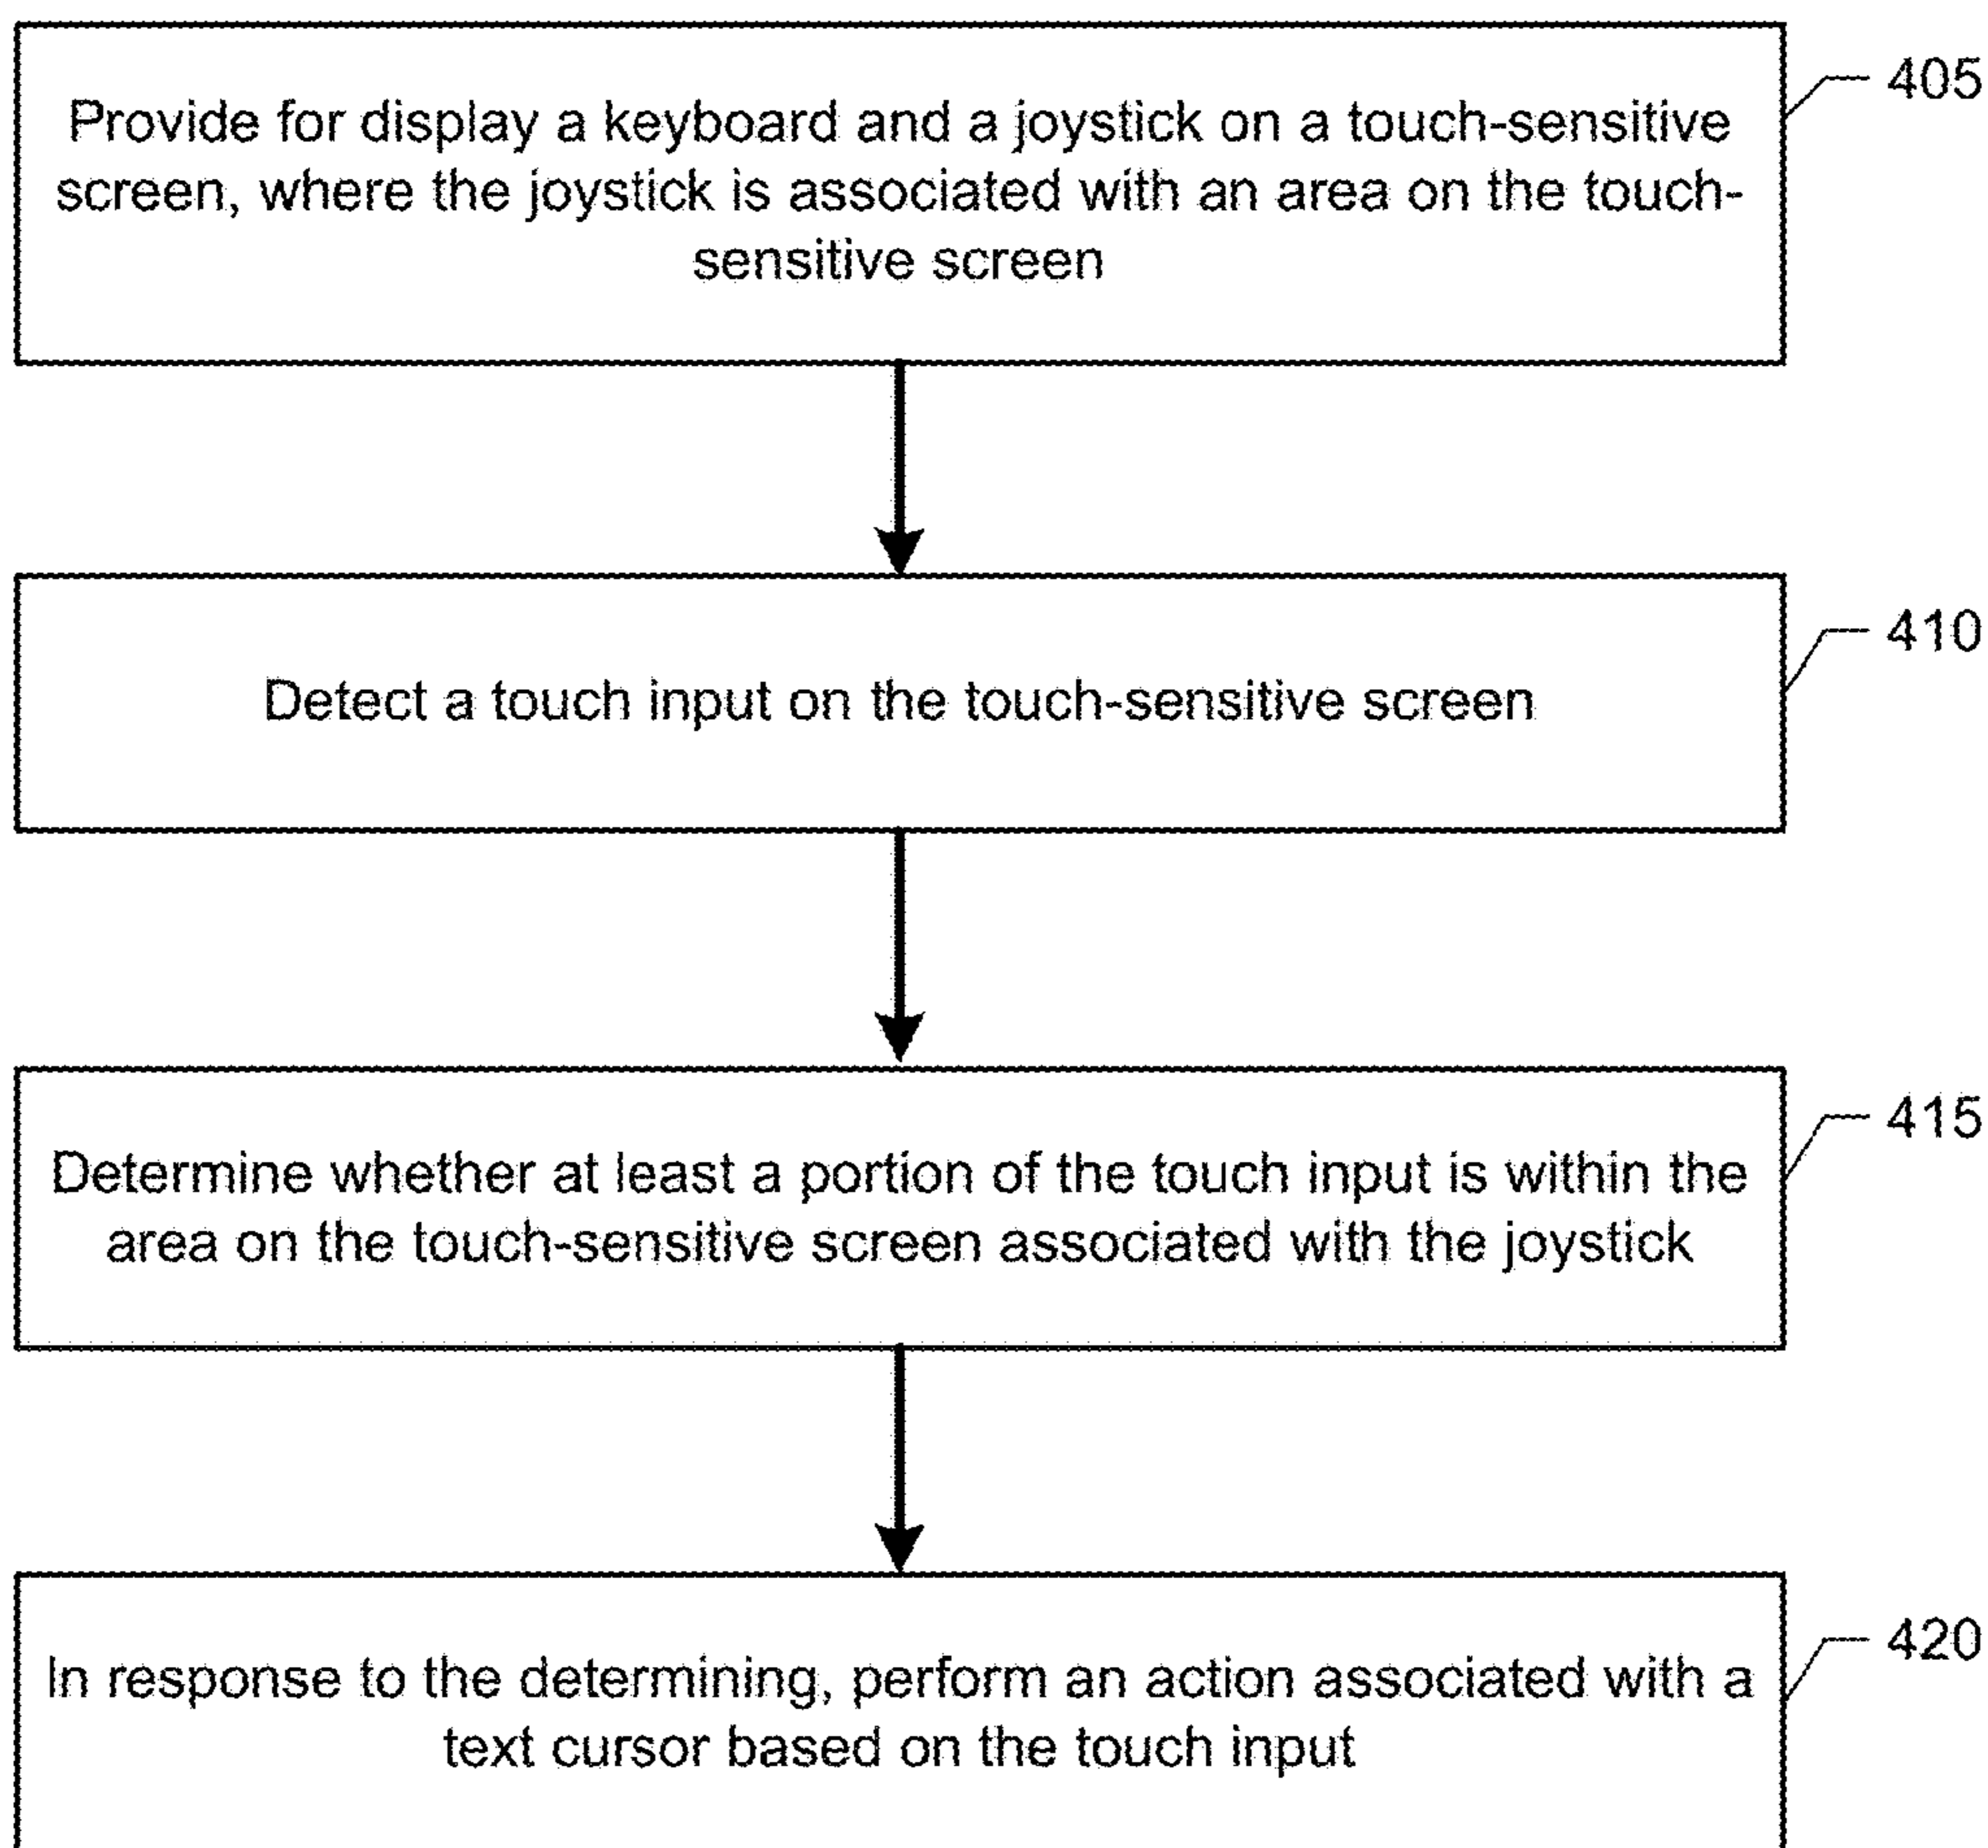 Provide for display a keyboard and a joystick on a touch-sensitive
screen, where the joystick is associated with an area on the touch-
sensitive screen
405
Detect a touch input on the touch-sensitive screen
410
Determine whether at least a portion of the touch input is within the
area on the touch-sensitive screen associated with the joystick
415
In response to the determining, perform an action associated with a
text cursor based on the touch input
420